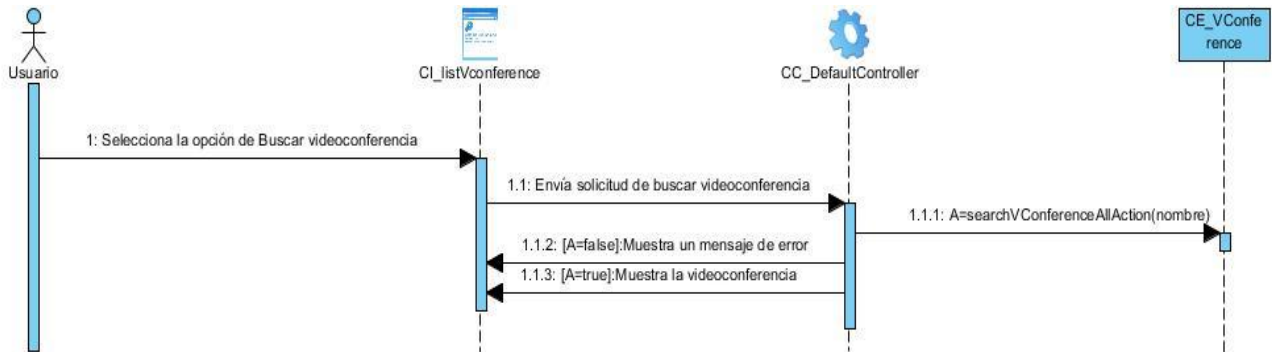 Usuario
CI_listVconference
CC_DefaultController
CE_VConfe
rence
1: Selecciona la opción de Buscar videoconferencia
1.1: Envía solicitud de buscar videoconferencia
1.1.1: A=searchVConferenceAllAction(nombre)
1.1.2: [A=false]:Muestra un mensaje de error
1.1.3: [A=true]:Muestra la videoconferencia